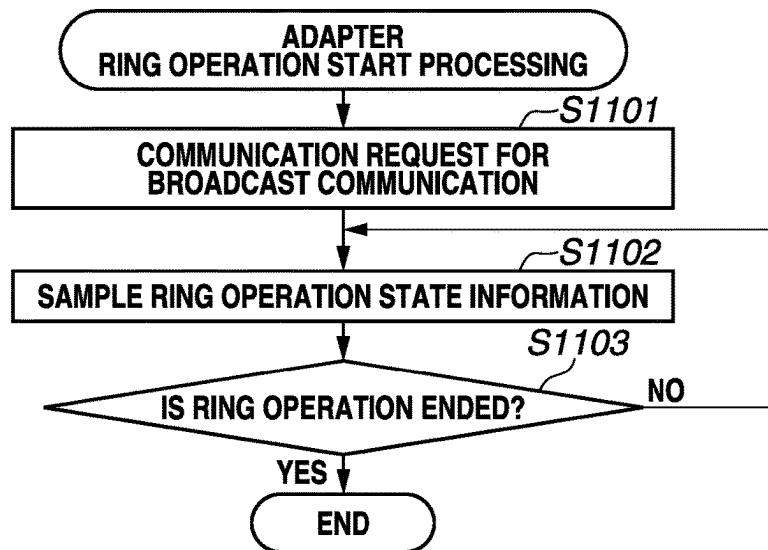 ADAPTER
RING OPERATION START PROCESSING
S1101
COMMUNICATION REQUEST FOR
BROADCAST COMMUNICATION
S1102
SAMPLE RING OPERATION STATE INFORMATION
S1103
IS RING OPERATION ENDED?
NO
YES
END